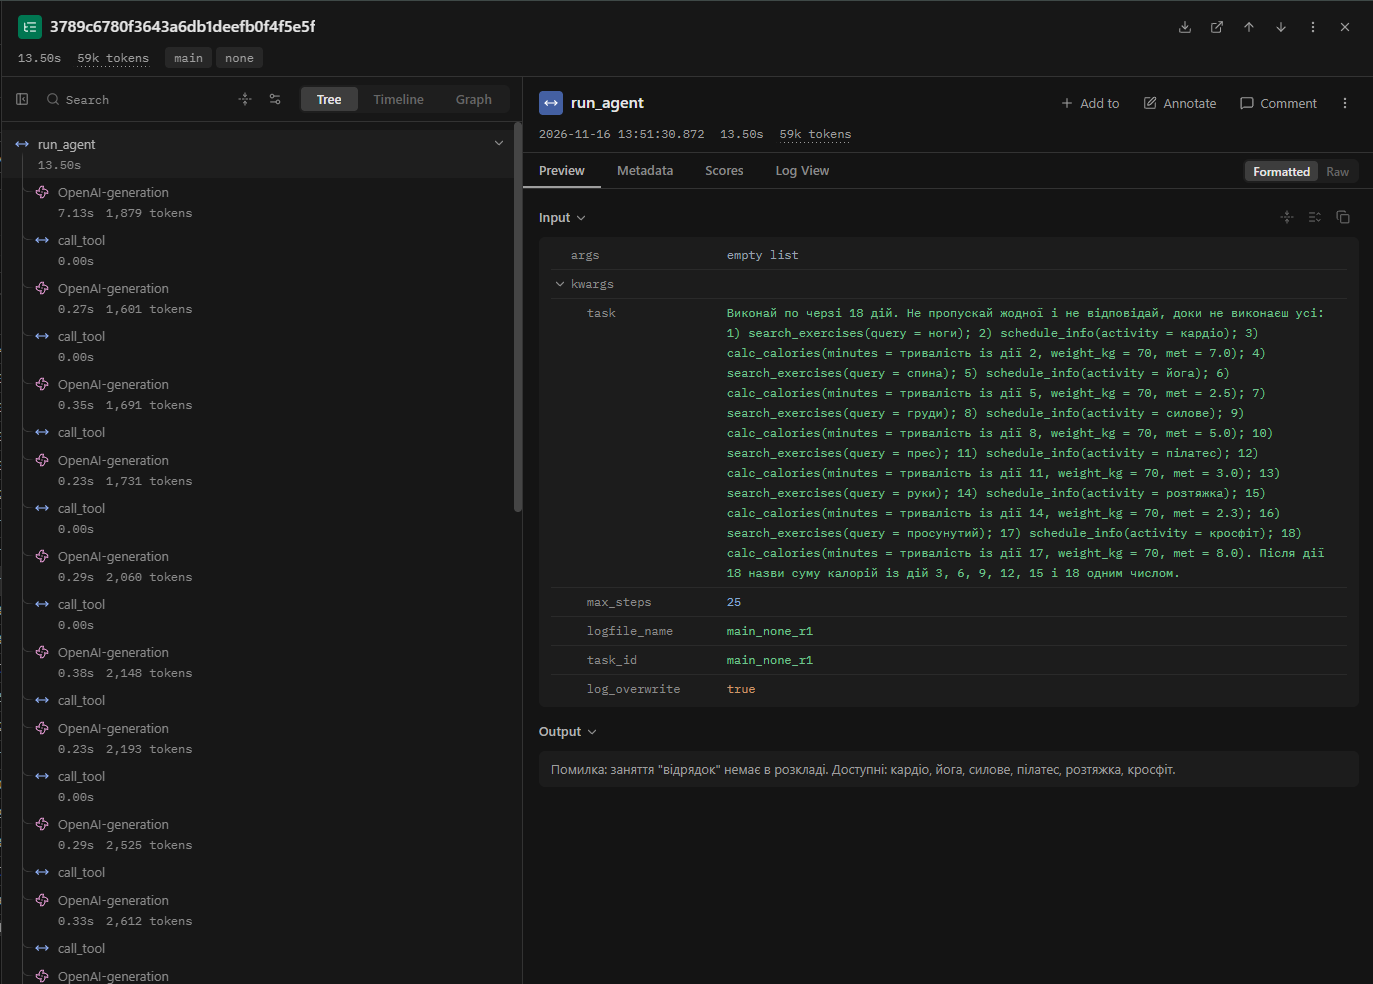 3789c6780f3643a6db1deefb0f4f5e5f
13.50s 59k tokens main none
Search
Tree Timeline Graph
run_agent
13.50s
OpenAI-generation
7.13s 1,879 tokens
call_tool
0.00s
OpenAI-generation
0.27s 1,601 tokens
call_tool
0.00s
OpenAI-generation
0.35s 1,691 tokens
call_tool
OpenAI-generation
0.23s 1,731 tokens
call_tool
0.00s
OpenAI-generation
0.29s 2,060 tokens
call_tool
0.00s
OpenAI-generation
0.38s 2,148 tokens
call_tool
OpenAI-generation
0.23s 2,193 tokens
call_tool
0.00s
OpenAI-generation
0.29s 2,525 tokens
call_tool
OpenAI-generation
0.33s 2,612 tokens
call_tool
OpenAI-generation
run_agent
Add to Annotate Comment
2026-11-16 13:51:30.872 13.50s 59k tokens
Preview Metadata Scores Log View
Formatted Raw
Input
args empty list
kwargs
task Виконай по черзі 18 дій. Не пропускай жодної і не відповідай, доки не виконаєш усі:
1) search_exercises(query = ноги); 2) schedule_info(activity = кардіо); 3)
calc_calories(minutes = тривалість із дії 2, weight_kg = 70, met = 7.0); 4)
search_exercises(query = спина); 5) schedule_info(activity = йога); 6)
calc_calories(minutes = тривалість із дії 5, weight_kg = 70, met = 2.5); 7)
search_exercises(query = груди); 8) schedule_info(activity = силове); 9)
calc_calories(minutes = тривалість із дії 8, weight_kg = 70, met = 5.0); 10)
search_exercises(query = прес); 11) schedule_info(activity = пілатес); 12)
calc_calories(minutes = тривалість із дії 11, weight_kg = 70, met = 3.0); 13)
search_exercises(query = руки); 14) schedule_info(activity = розтяжка); 15)
calc_calories(minutes = тривалість із дії 14, weight_kg = 70, met = 2.3); 16)
search_exercises(query = просунутий); 17) schedule_info(activity = кросфіт); 18)
calc_calories(minutes = тривалість із дії 17, weight_kg = 70, met = 8.0). Після дії
18 назви суму калорій із дій 3, 6, 9, 12, 15 і 18 одним числом.
max_steps 25
logfile_name main_none_r1
task_id main_none_r1
log_overwrite true
Output
Помилка: заняття "відрядок" немає в розкладі. Доступні: кардіо, йога, силове, пілатес, розтяжка, кросфіт.